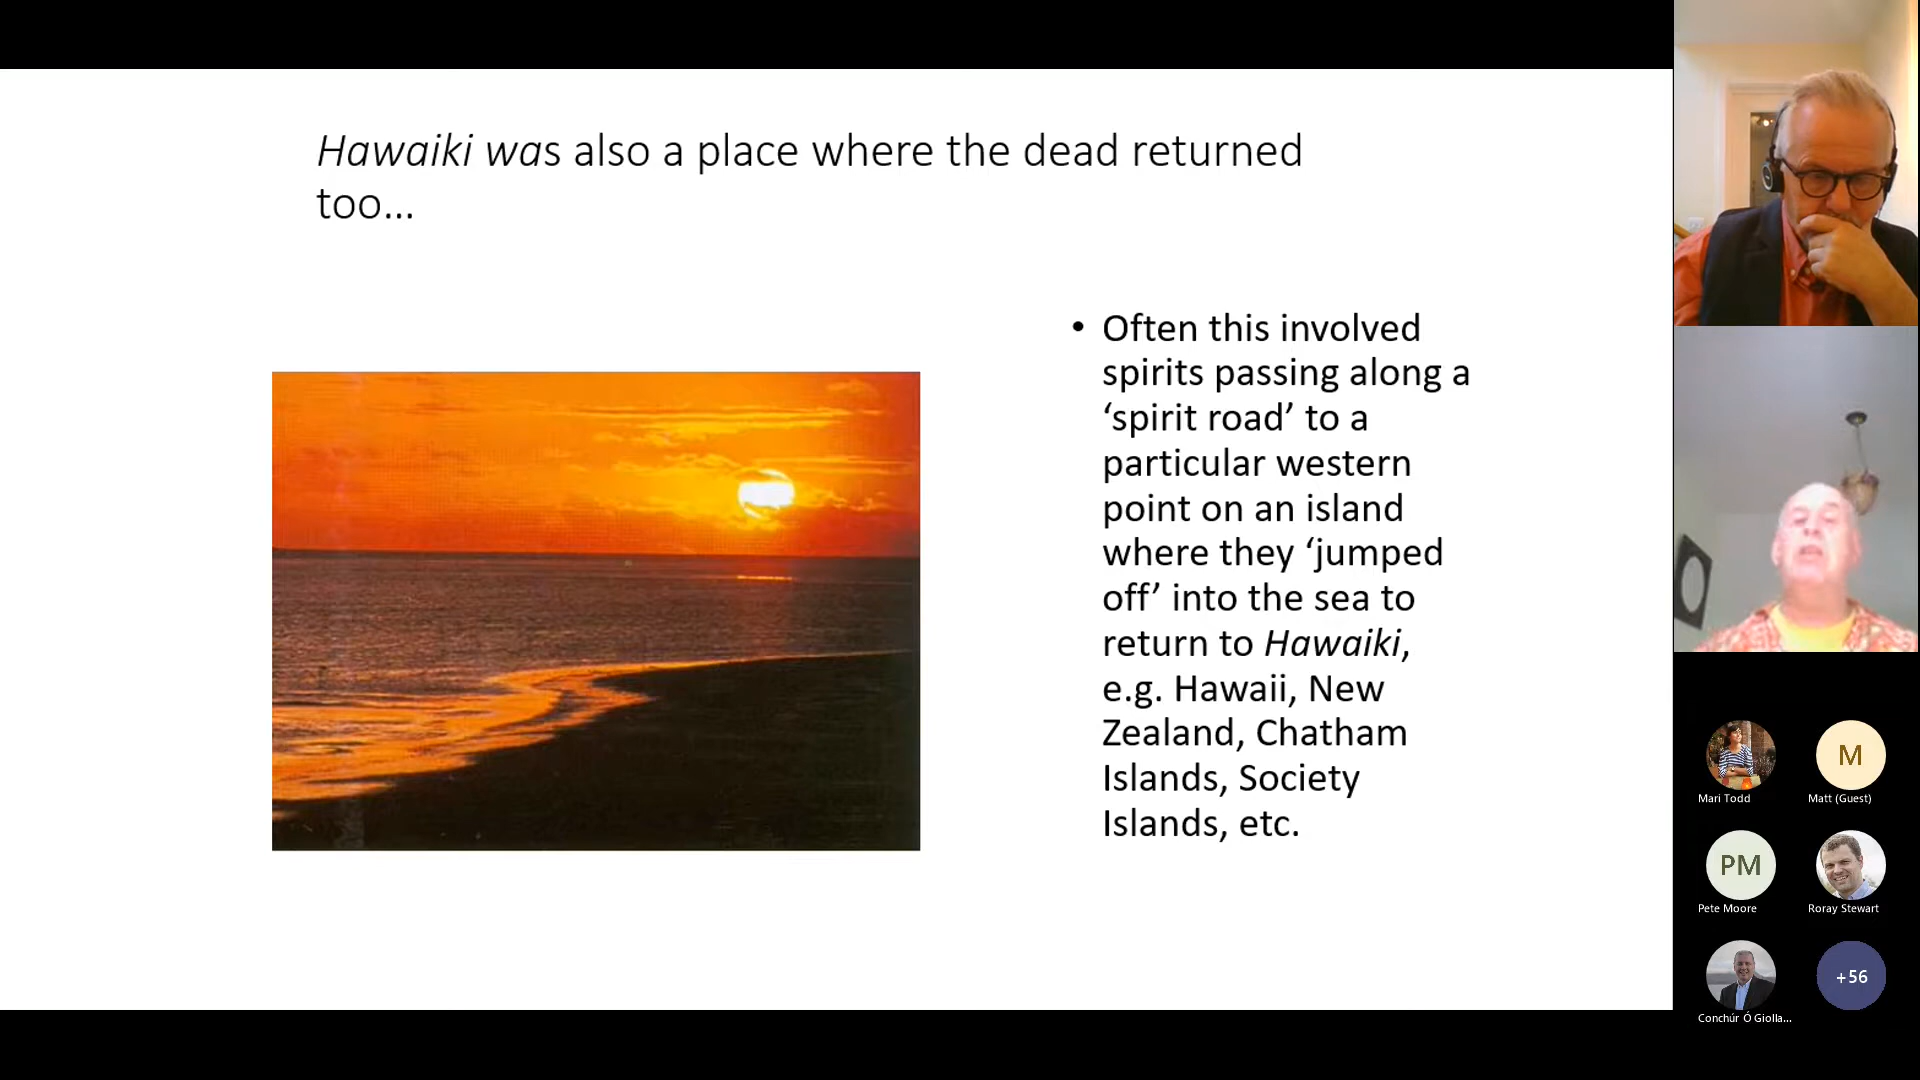 Hawaiki was also a place where the dead returned
too...
• Often this involved
spirits passing along a
‘spirit road’ to a
particular western
point on an island
where they ‘jumped
off’ into the sea to
return to Hawaiki,
e.g. Hawaii, New
Zealand, Chatham
Islands, Society
Islands, etc.
Mari Todd
M
Matt (Guest)
PM
Pete Moore
Roray Stewart
Conchúr Ó Giolla...
+56